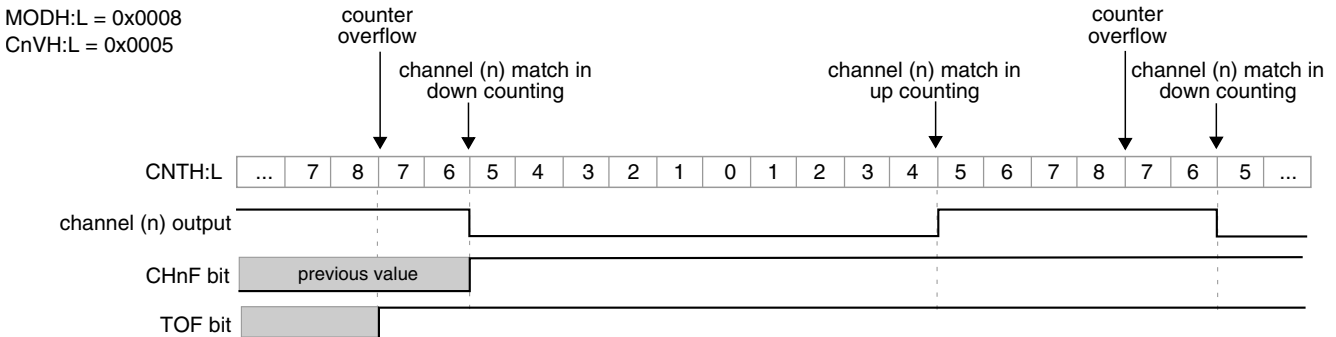 MODH:L = 0x0008
CnVH:L = 0x0005
counter
overflow
channel (n) match in
down counting
channel (n) match in
up counting
counter
overflow
channel (n) match in
down counting
CNTH:L ... 7 8 7 6 5 4 3 2 1 0 1 2 3 4 5 6 7 8 7 6 5 ...
channel (n) output
CHnF bit previous value
TOF bit